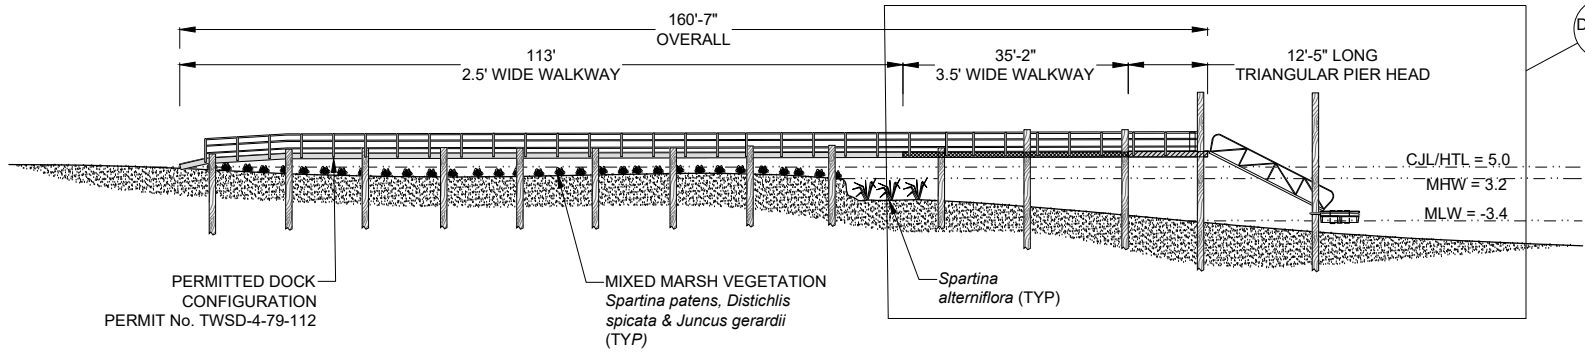 160'-7"
OVERALL
113'
2.5' WIDE WALKWAY
35'-2"
3.5' WIDE WALKWAY
12'-5" LONG
TRIANGULAR PIER HEAD
D
CJL/HTL = 5.0
MHW = 3.2
MLW = -3.4
PERMITTED DOCK
CONFIGURATION
PERMIT No. TWSD-4-79-112
MIXED MARSH VEGETATION
Spartina patens, Distichlis
spicata & Juncus gerardii
(TYP)
Spartina
alterniflora (TYP)